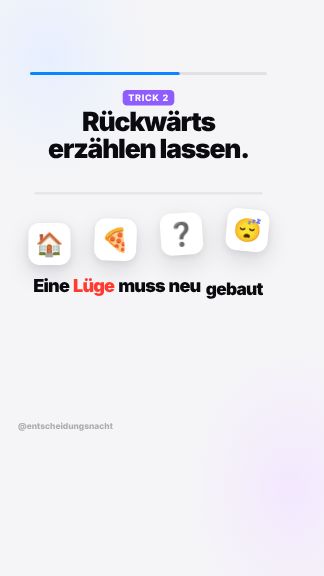 TRICK 2
Rückwärts
erzählen lassen.
Eine Lüge muss neu gebaut
@entscheidungsnacht